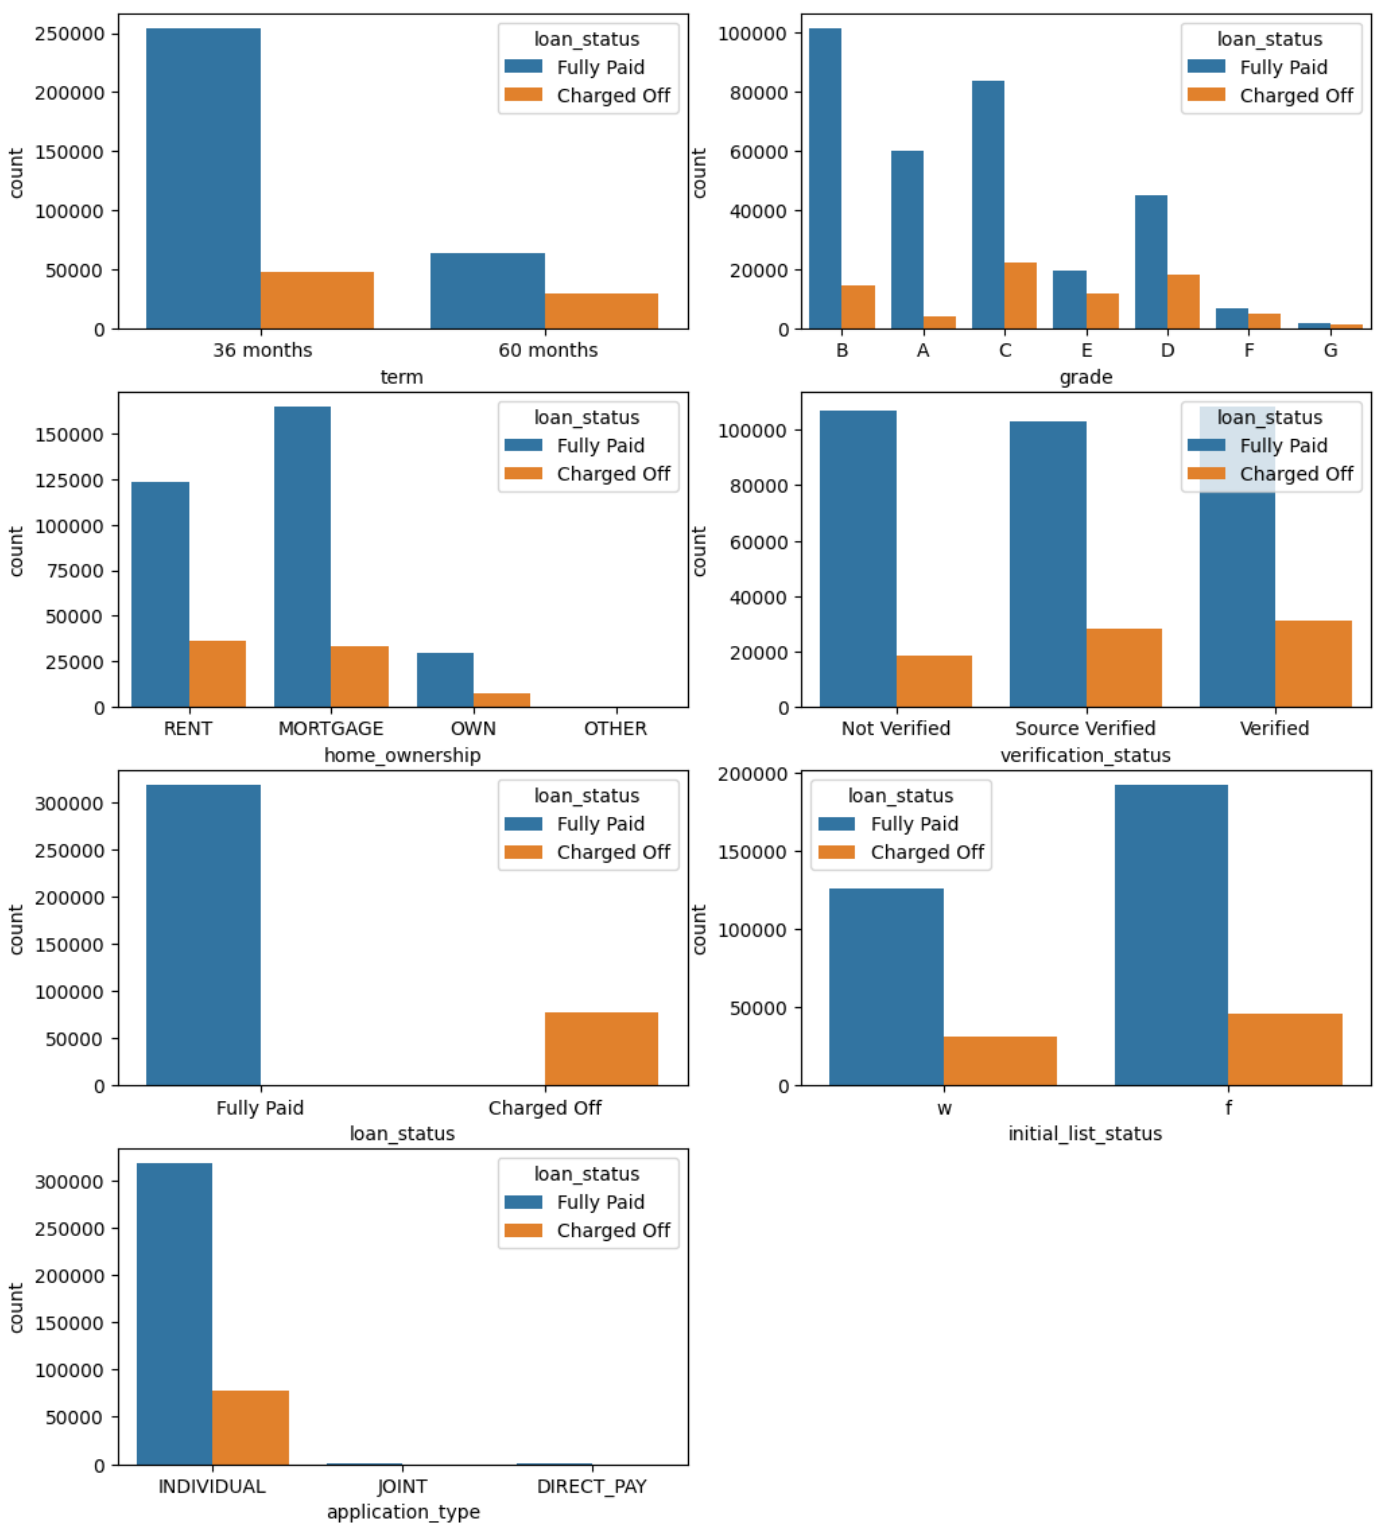 250000
200000
150000
100000
50000
0
count
loan_status
Fully Paid
Charged Off
36 months
60 months
term
100000
80000
60000
40000
20000
0
count
loan_status
Fully Paid
Charged Off
B
A
C
E
D
F
G
grade
150000
125000
100000
75000
50000
25000
0
count
loan_status
Fully Paid
Charged Off
RENT
MORTGAGE
OWN
OTHER
home_ownership
100000
80000
60000
40000
20000
0
count
loan_status
Fully Paid
Charged Off
Not Verified
Source Verified
Verified
verification_status
300000
250000
200000
150000
100000
50000
0
count
loan_status
Fully Paid
Charged Off
Fully Paid
Charged Off
loan_status
200000
150000
100000
50000
0
count
loan_status
Fully Paid
Charged Off
w
f
initial_list_status
300000
250000
200000
150000
100000
50000
0
count
loan_status
Fully Paid
Charged Off
INDIVIDUAL
JOINT
DIRECT_PAY
application_type